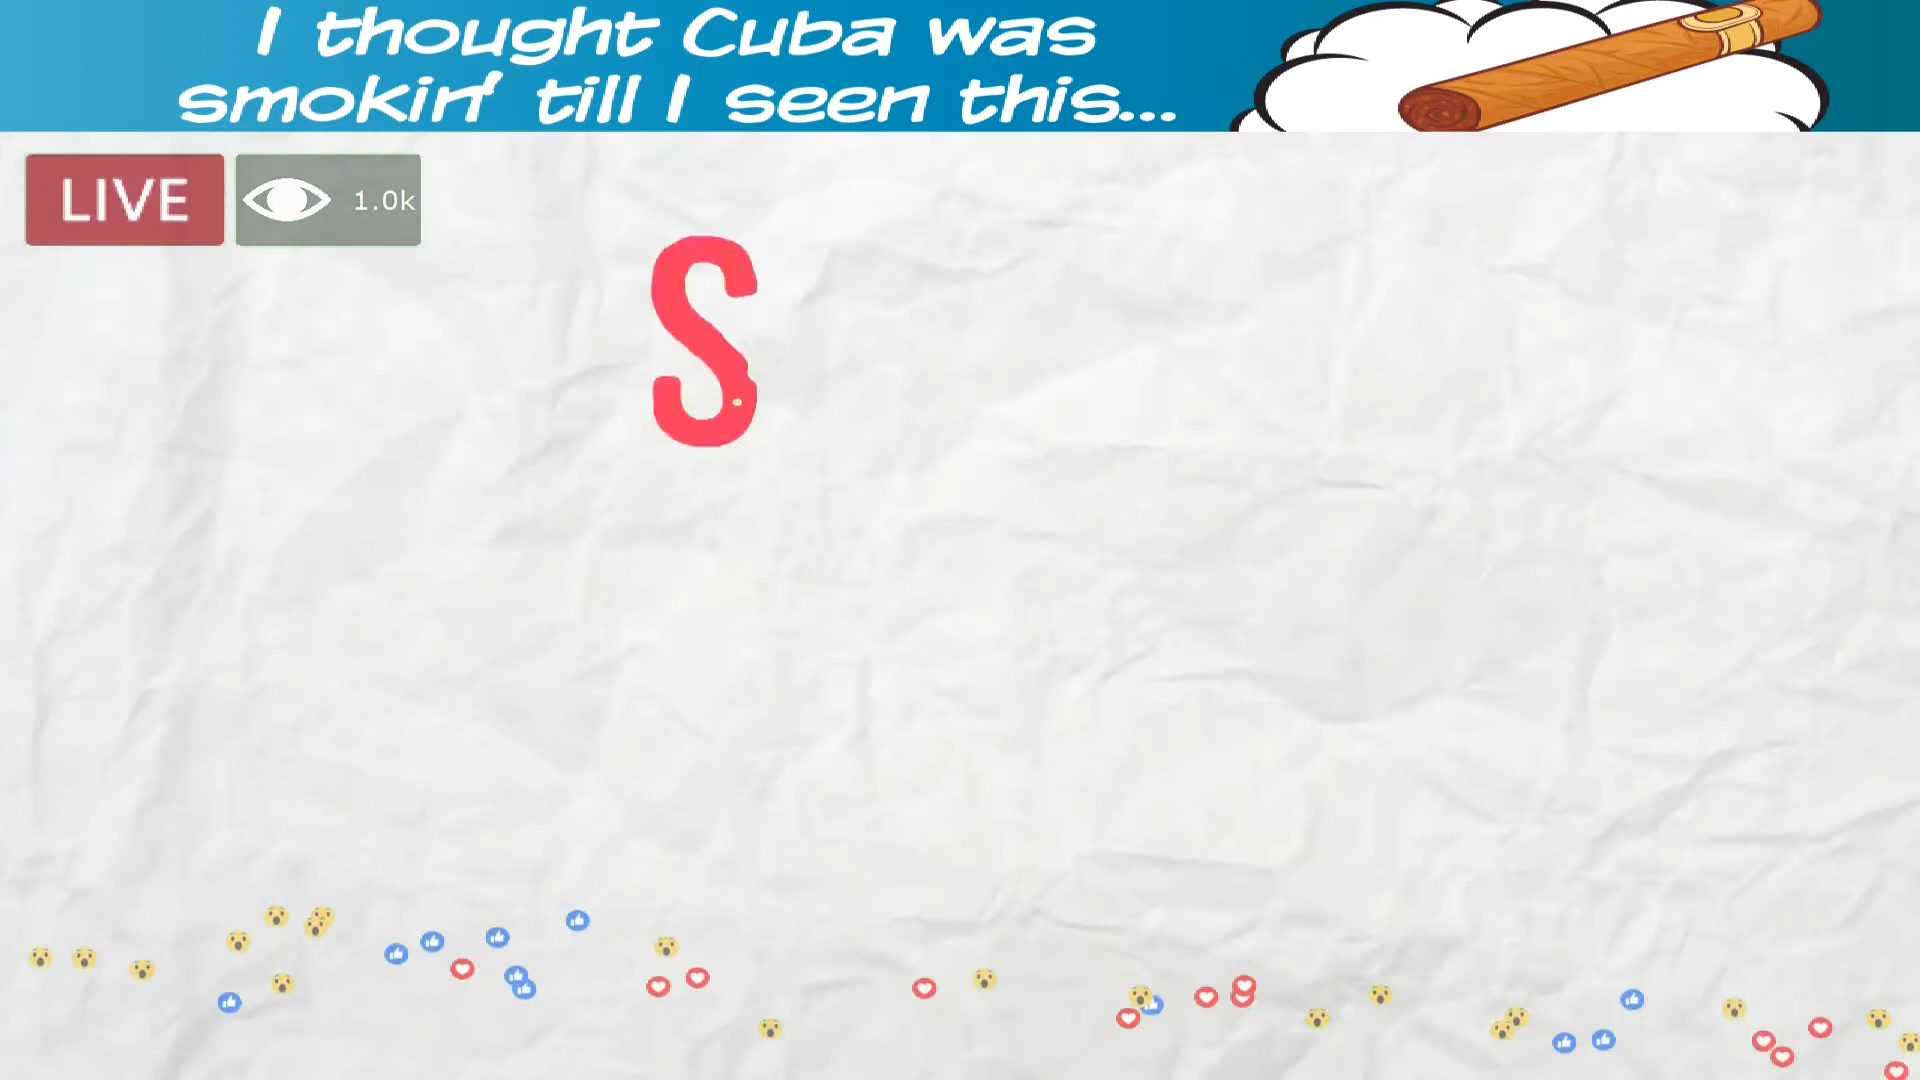 I thought Cuba was
smokin' till I seen this...
LIVE
1.0k
S